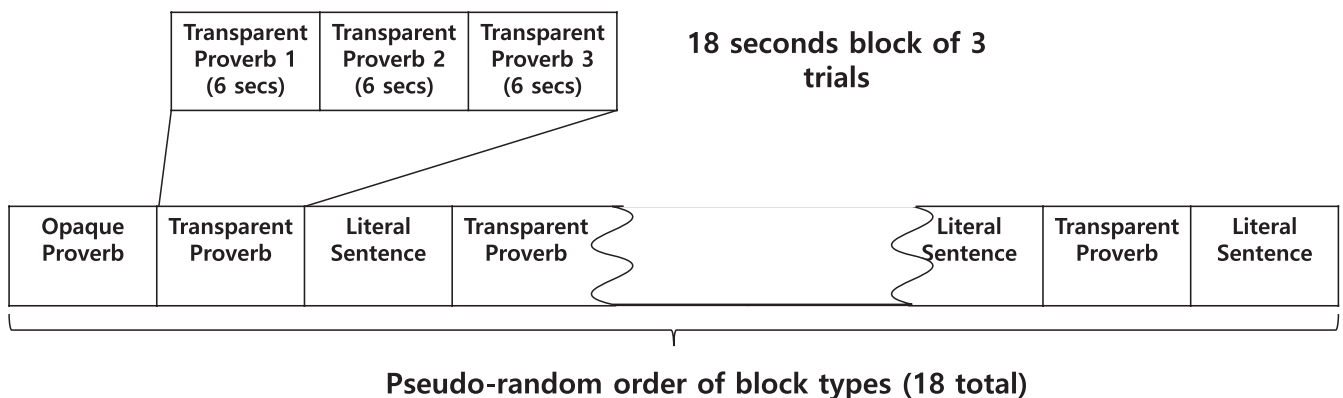 Transparent
Proverb 1
(6 secs)
Transparent
Proverb 2
(6 secs)
Transparent
Proverb 3
(6 secs)
18 seconds block of 3
trials
Opaque
Proverb
Transparent
Proverb
Literal
Sentence
Transparent
Proverb
Literal
Sentence
Transparent
Proverb
Literal
Sentence
Pseudo-random order of block types (18 total)